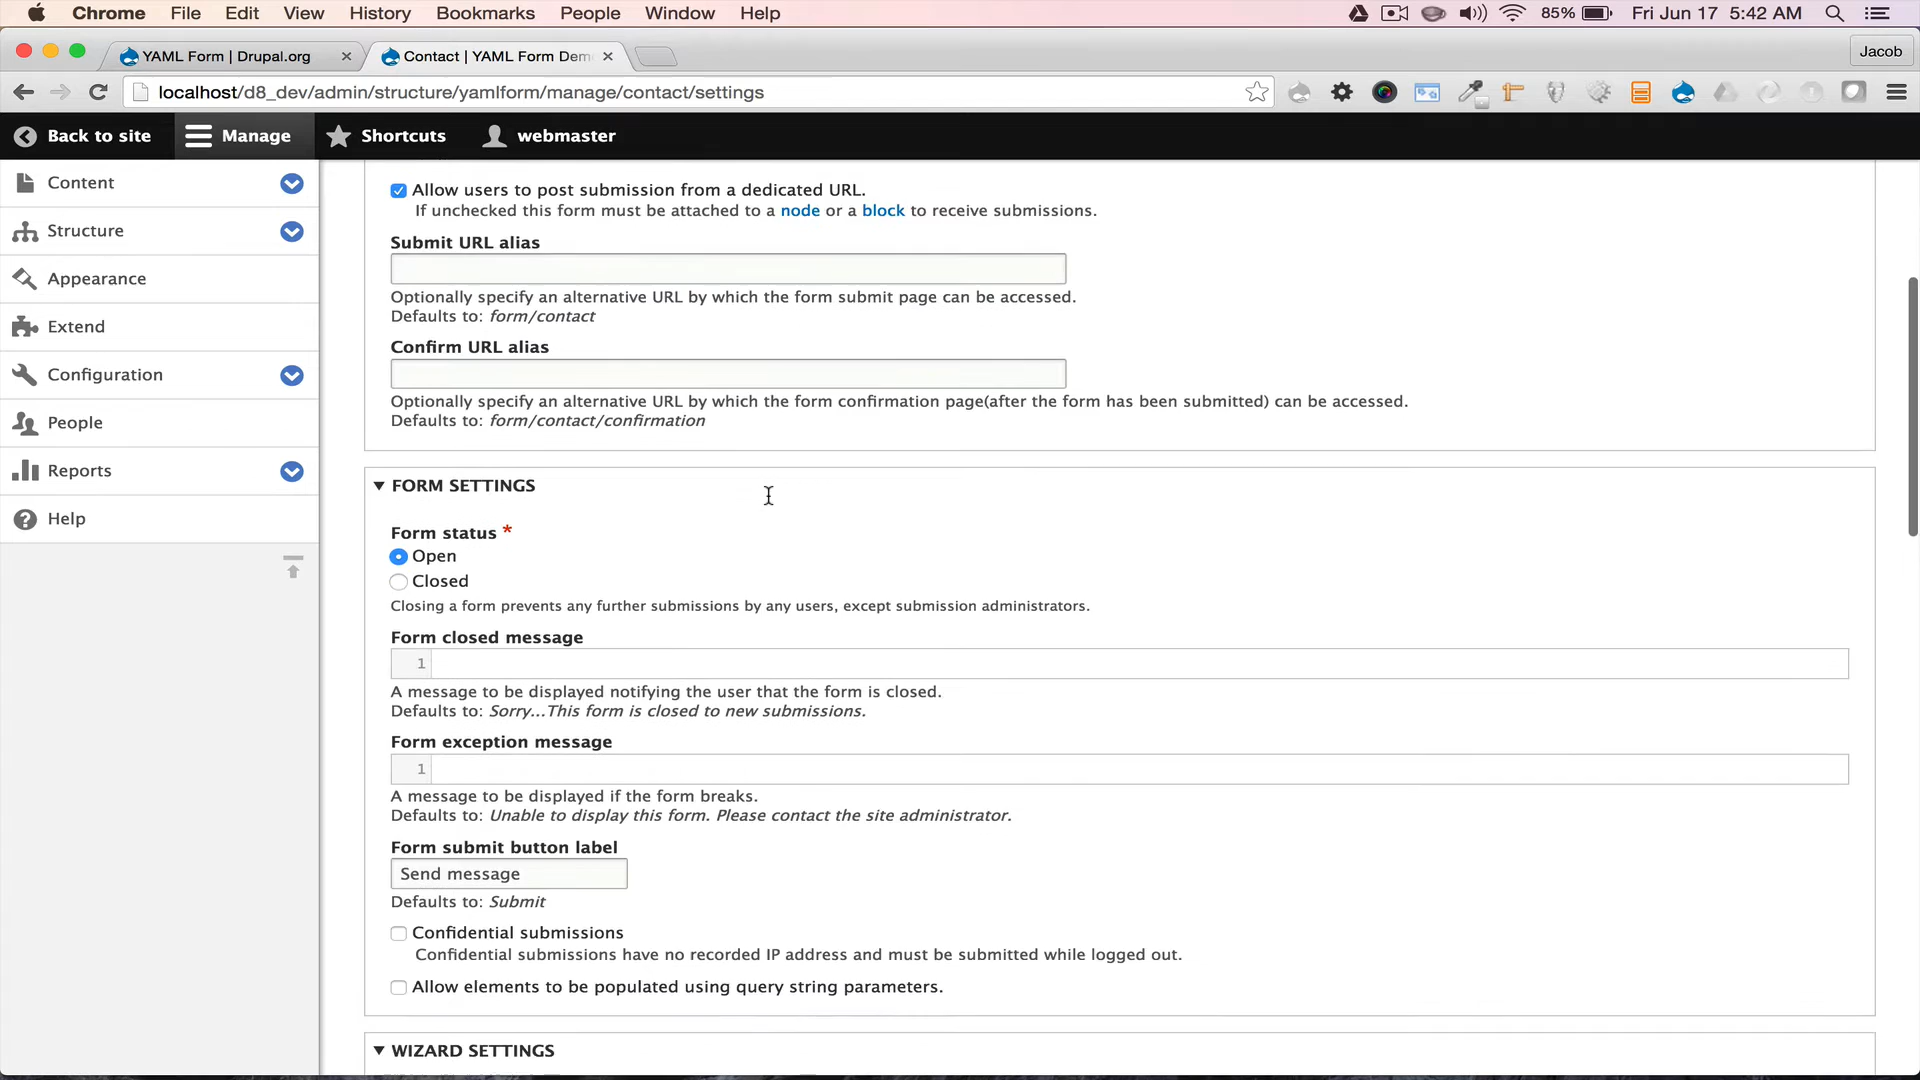 Chrome File Edit View History Bookmarks People Window Help 85% Fri Jun 17 5:42 AM
YAML Form | Drupal.org Contact | YAML Form Dem Jacob
localhost/d8_dev/admin/structure/yamlform/manage/contact/settings
Back to site Manage Shortcuts webmaster
Content
Structure
Appearance
Extend
Configuration
People
Reports
Help
Allow users to post submission from a dedicated URL.
If unchecked this form must be attached to a node or a block to receive submissions.
Submit URL alias
Optionally specify an alternative URL by which the form submit page can be accessed.
Defaults to: form/contact
Confirm URL alias
Optionally specify an alternative URL by which the form confirmation page(after the form has been submitted) can be accessed.
Defaults to: form/contact/confirmation
FORM SETTINGS
Form status *
Open
Closed
Closing a form prevents any further submissions by any users, except submission administrators.
Form closed message
1
A message to be displayed notifying the user that the form is closed.
Defaults to: Sorry...This form is closed to new submissions.
Form exception message
1
A message to be displayed if the form breaks.
Defaults to: Unable to display this form. Please contact the site administrator.
Form submit button label
Send message
Defaults to: Submit
Confidential submissions
Confidential submissions have no recorded IP address and must be submitted while logged out.
Allow elements to be populated using query string parameters.
WIZARD SETTINGS